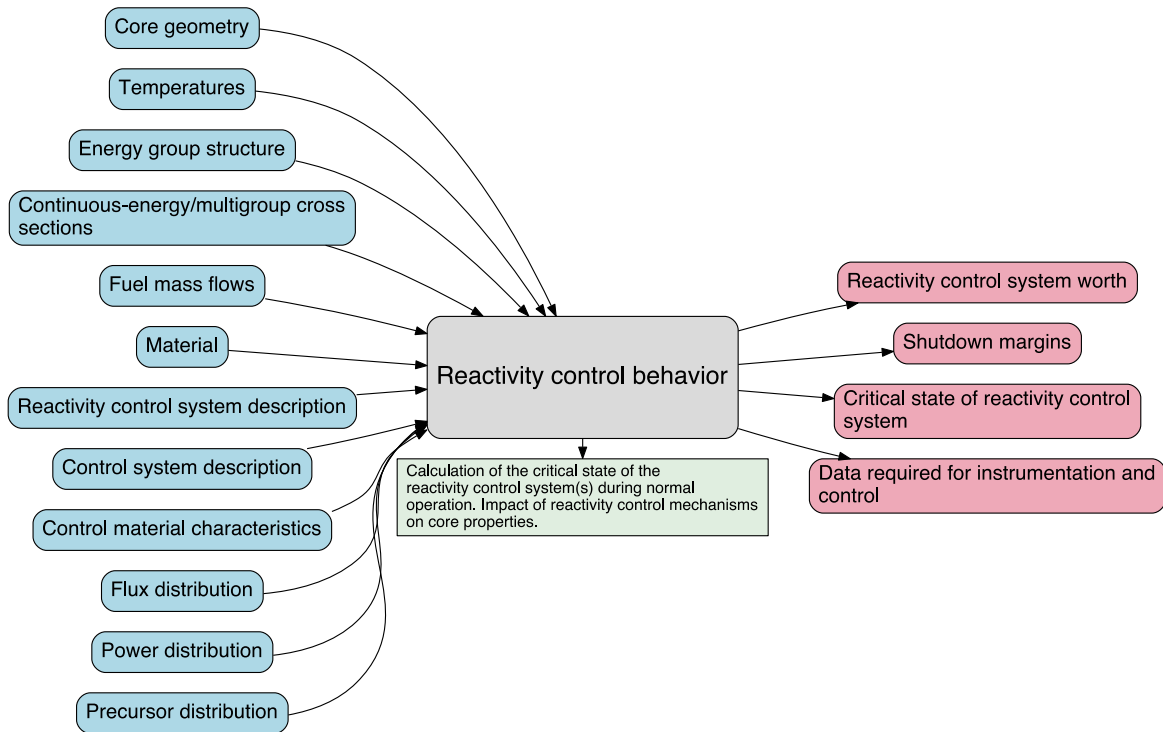 Core geometry
Temperatures
Energy group structure
Continuous-energy/multigroup cross
sections
Fuel mass flows
Material
Reactivity control system description
Control system description
Control material characteristics
Flux distribution
Power distribution
Precursor distribution
Reactivity control behavior
Calculation of the critical state of the
reactivity control system(s) during normal
operation. Impact of reactivity control mechanisms
on core properties.
Reactivity control system worth
Shutdown margins
Critical state of reactivity control
system
Data required for instrumentation and
control